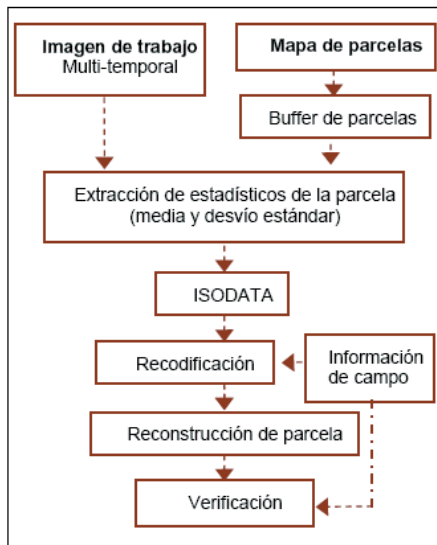 Imagen de trabajo
Multi-temporal
Mapa de parcelas
Buffer de parcelas
Extracción de estadísticos de la parcela
(media y desvío estándar)
ISODATA
Recodificación
Información
de campo
Reconstrucción de parcela
Verificación